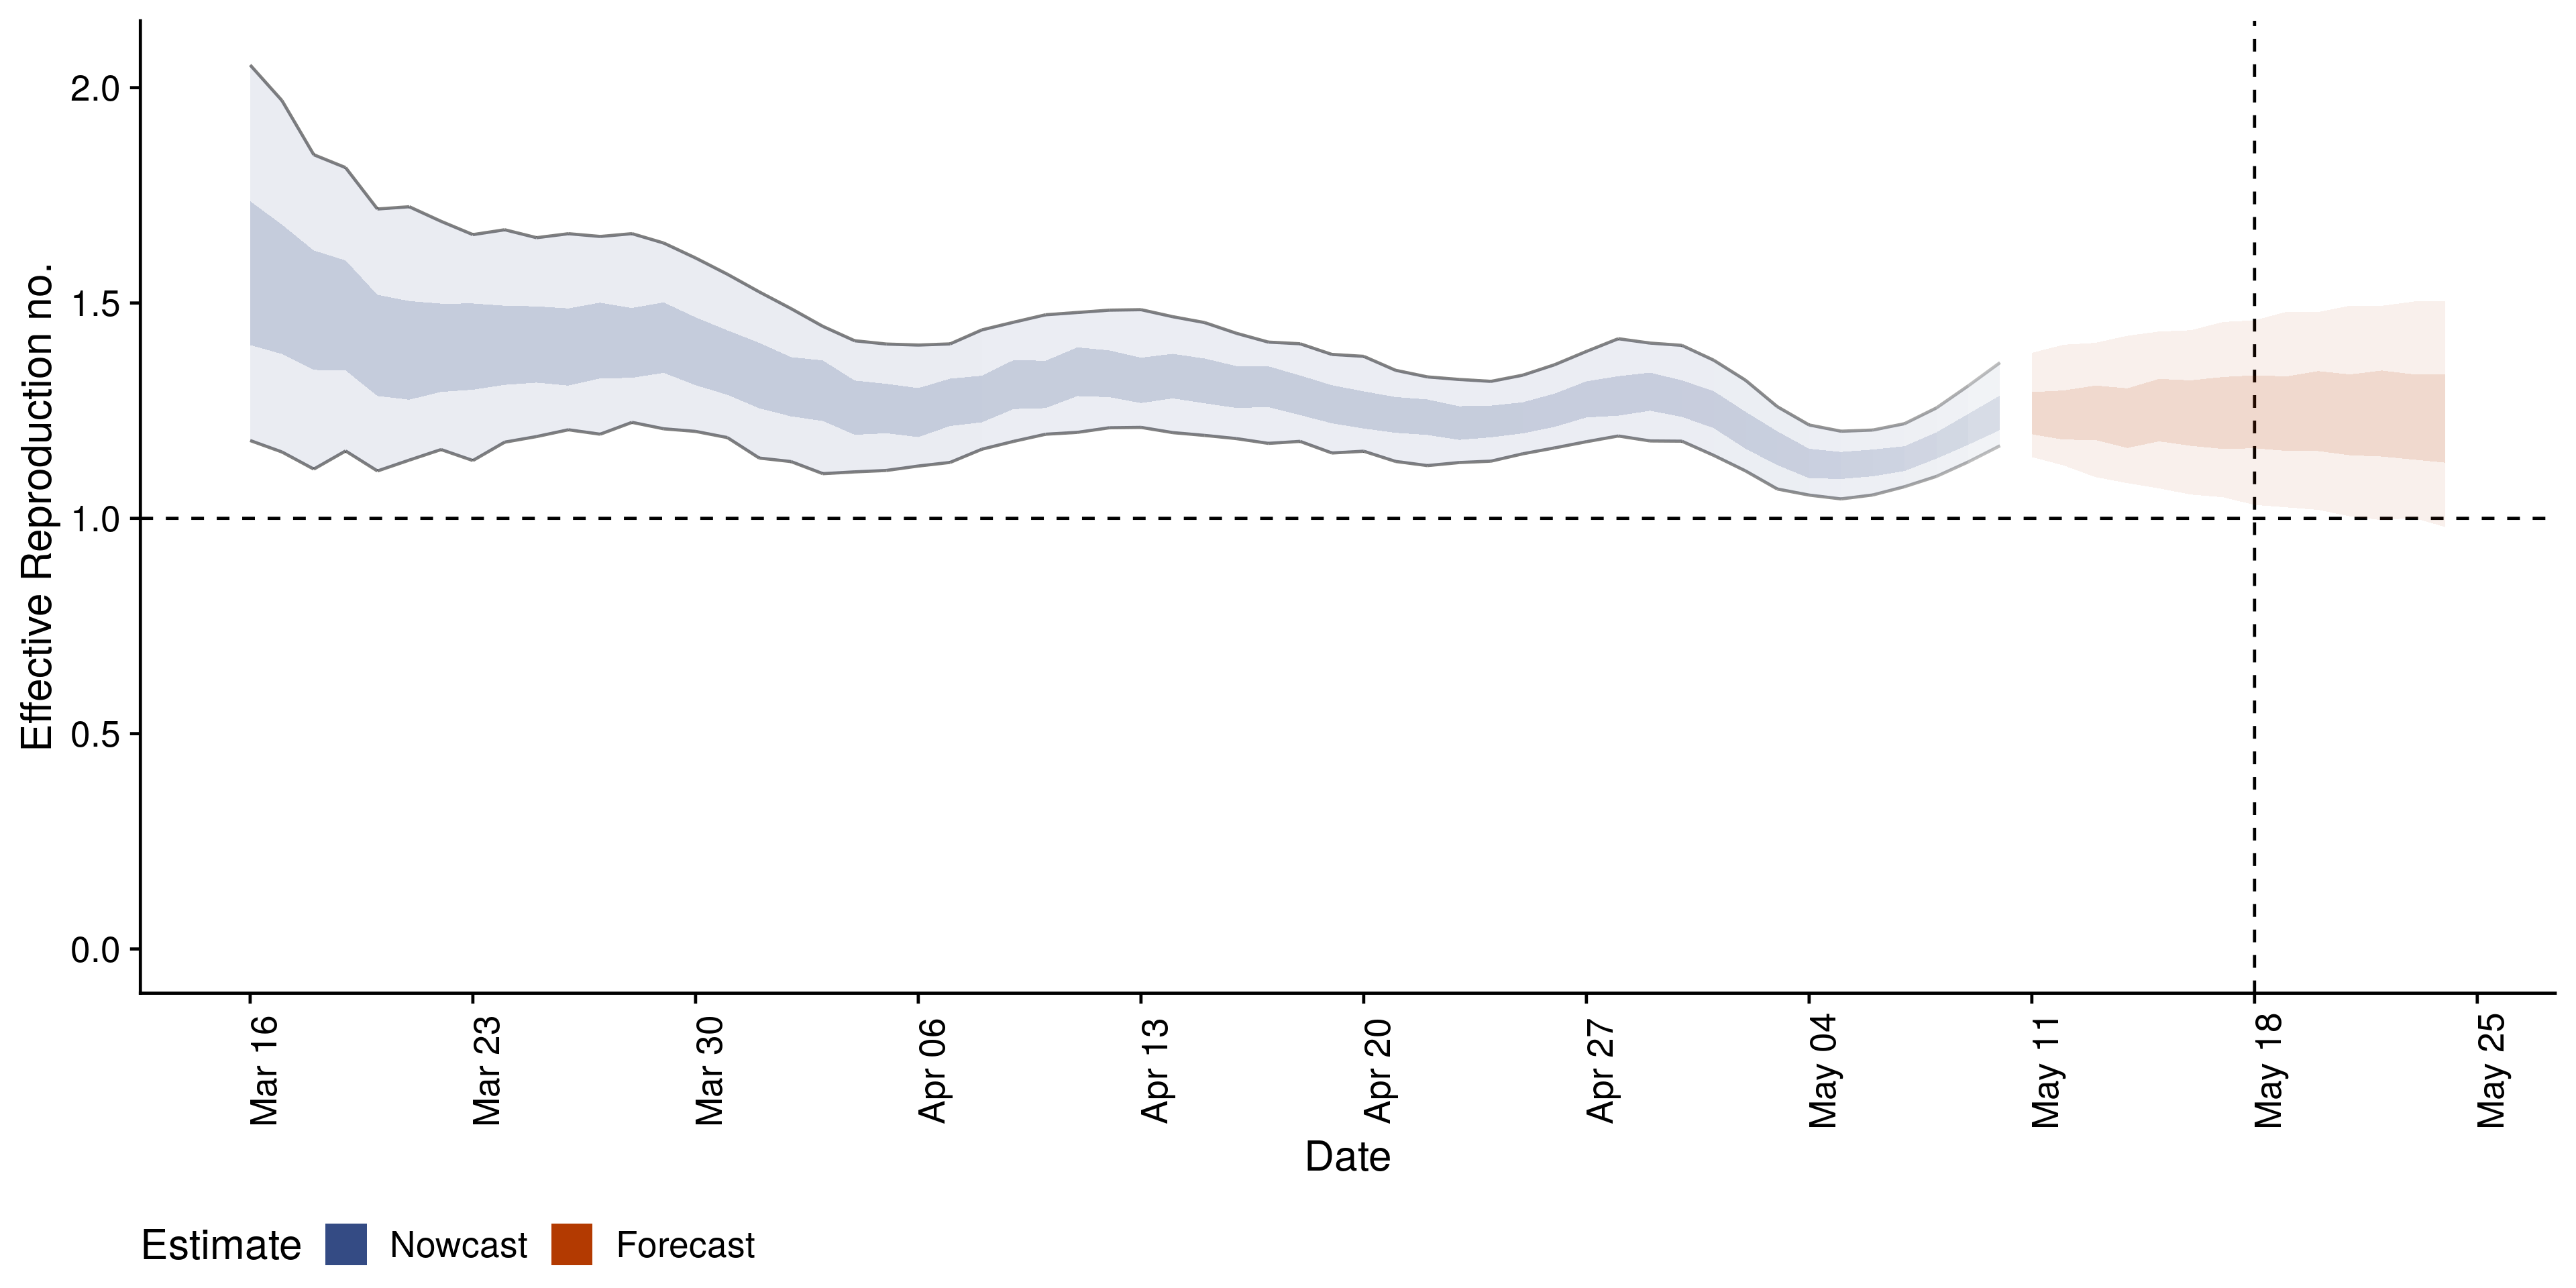 Effective Reproduction no.
2.0
1.5
1.0
0.5
0.0
Mar 16
Mar 23
Mar 30
Apr 06
Apr 13
Apr 20
Apr 27
May 04
May 11
May 18
May 25
Date
Estimate Nowcast Forecast